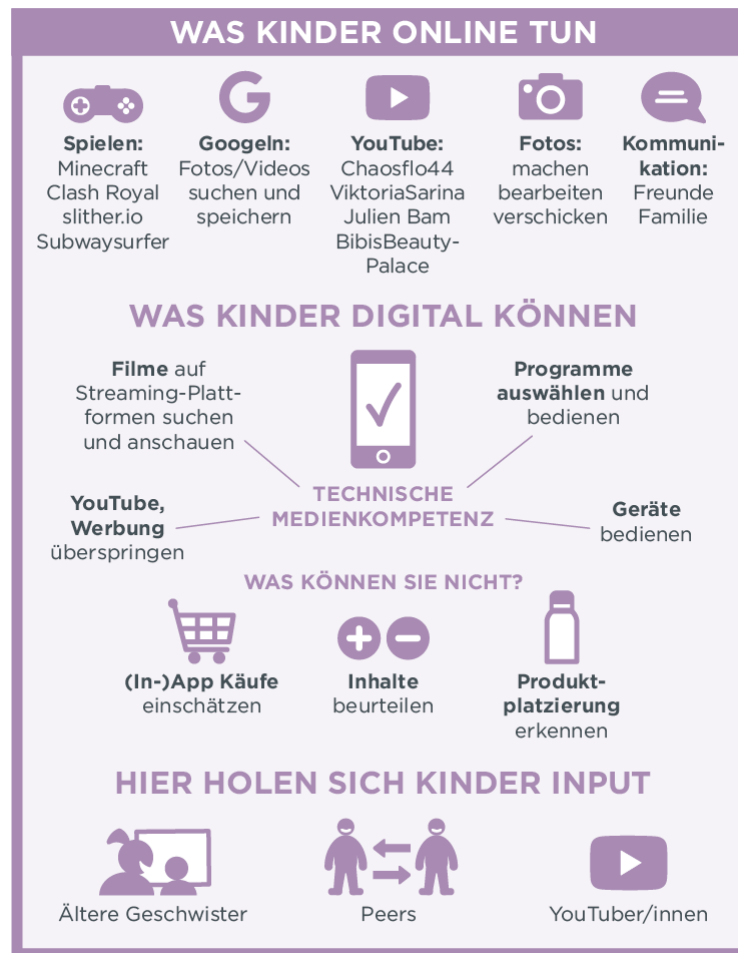 WAS KINDER ONLINE TUN
Spielen:
Minecraft
Clash Royal
slither.io
Subwaysurfer
Googeln:
Fotos/Videos
suchen und
speichern
YouTube:
Chaosflo44
ViktoriaSarina
Julien Bam
BibisBeauty-
Palace
Fotos:
machen
bearbeiten
verschicken
Kommuni-
kation:
Freunde
Familie
WAS KINDER DIGITAL KÖNNEN
Filme auf
Streaming-Platt-
formen suchen
und anschauen
Programme
auswählen und
bedienen
YouTube,
Werbung
überspringen
TECHNISCHE
MEDIENKOMPETENZ
Geräte
bedienen
WAS KÖNNEN SIE NICHT?
(In-)App Käufe
einschätzen
Inhalte
beurteilen
Produkt-
platzierung
erkennen
HIER HOLEN SICH KINDER INPUT
Ältere Geschwister
Peers
YouTuber/innen